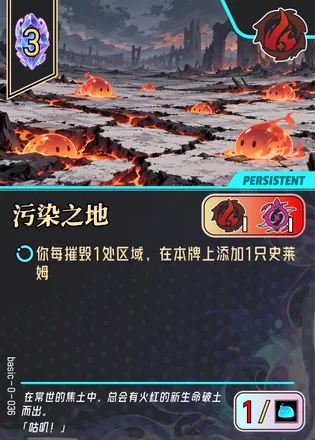 3
PERSISTENT
污染之地
I I
你每摧毁1处区域，在本牌上添加1只史莱
姆
basic-0-036
在常世的焦土中，总会有火红的新生命破土
而出。
「咕叽！」
1/